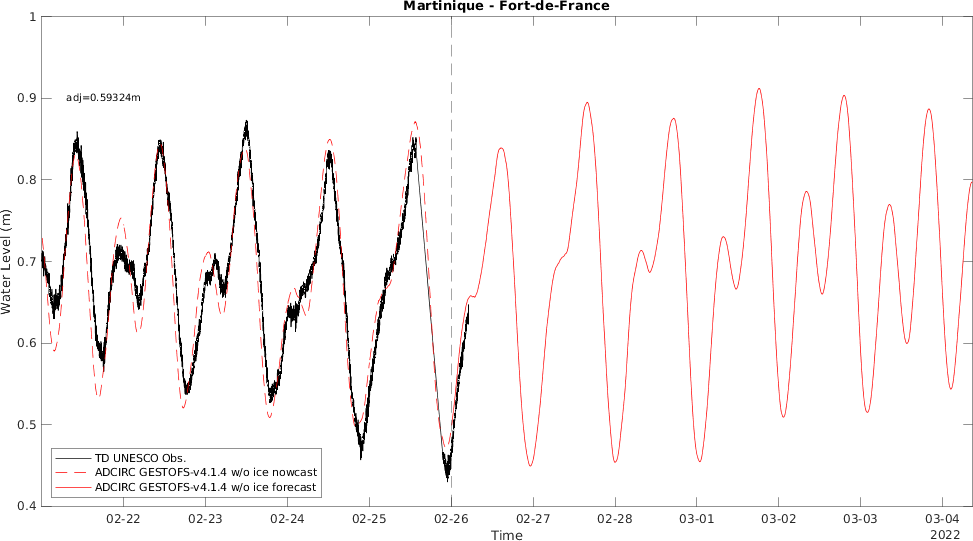 Martinique - Fort-de-France
1
0.9
0.8
0.7
0.6
0.5
0.4
Water Level (m)
adj=0.59324m
TD UNESCO Obs.
ADCIRC GESTOFS-v4.1.4 w/o ice nowcast
ADCIRC GESTOFS-v4.1.4 w/o ice forecast
02-22 02-23 02-24 02-25 02-26 02-27 02-28 03-01 03-02 03-03 03-04
2022
Time